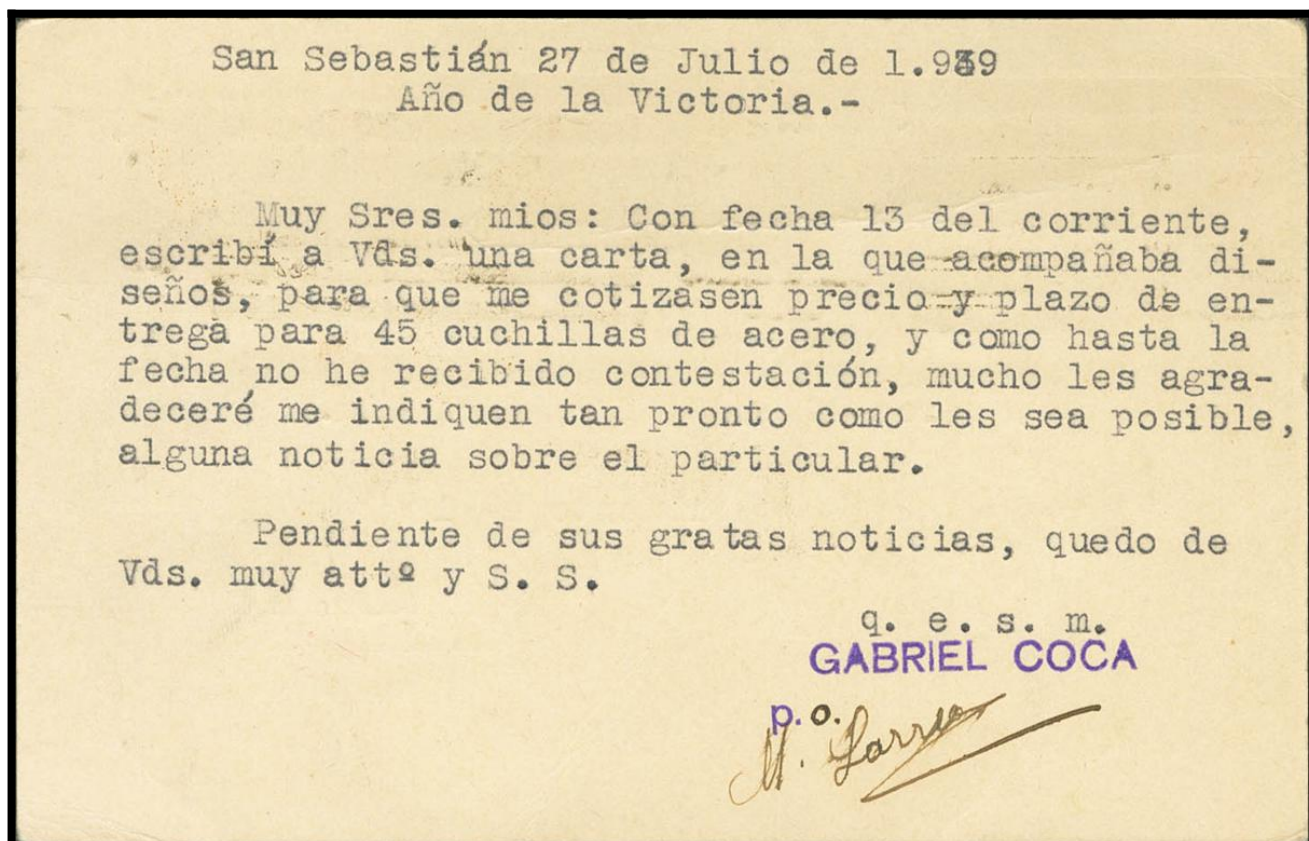 San Sebastián 27 de Julio de 1.939
Año de la Victoria.-
Muy Sres. mios: Con fecha 13 del corriente,
escribí a Vds. una carta, en la que acompañaba di-
seños, para que me cotizasen precio y plazo de en-
trega para 45 cuchillas de acero, y como hasta la
fecha no he recibido contestación, mucho les agra-
deceré me indiquen tan pronto como les sea posible,
alguna noticia sobre el particular.
Pendiente de sus gratas noticias, quedo de
Vds. muy attº y S. S.
q. e. s. m.
GABRIEL COCA
p.o.
M.